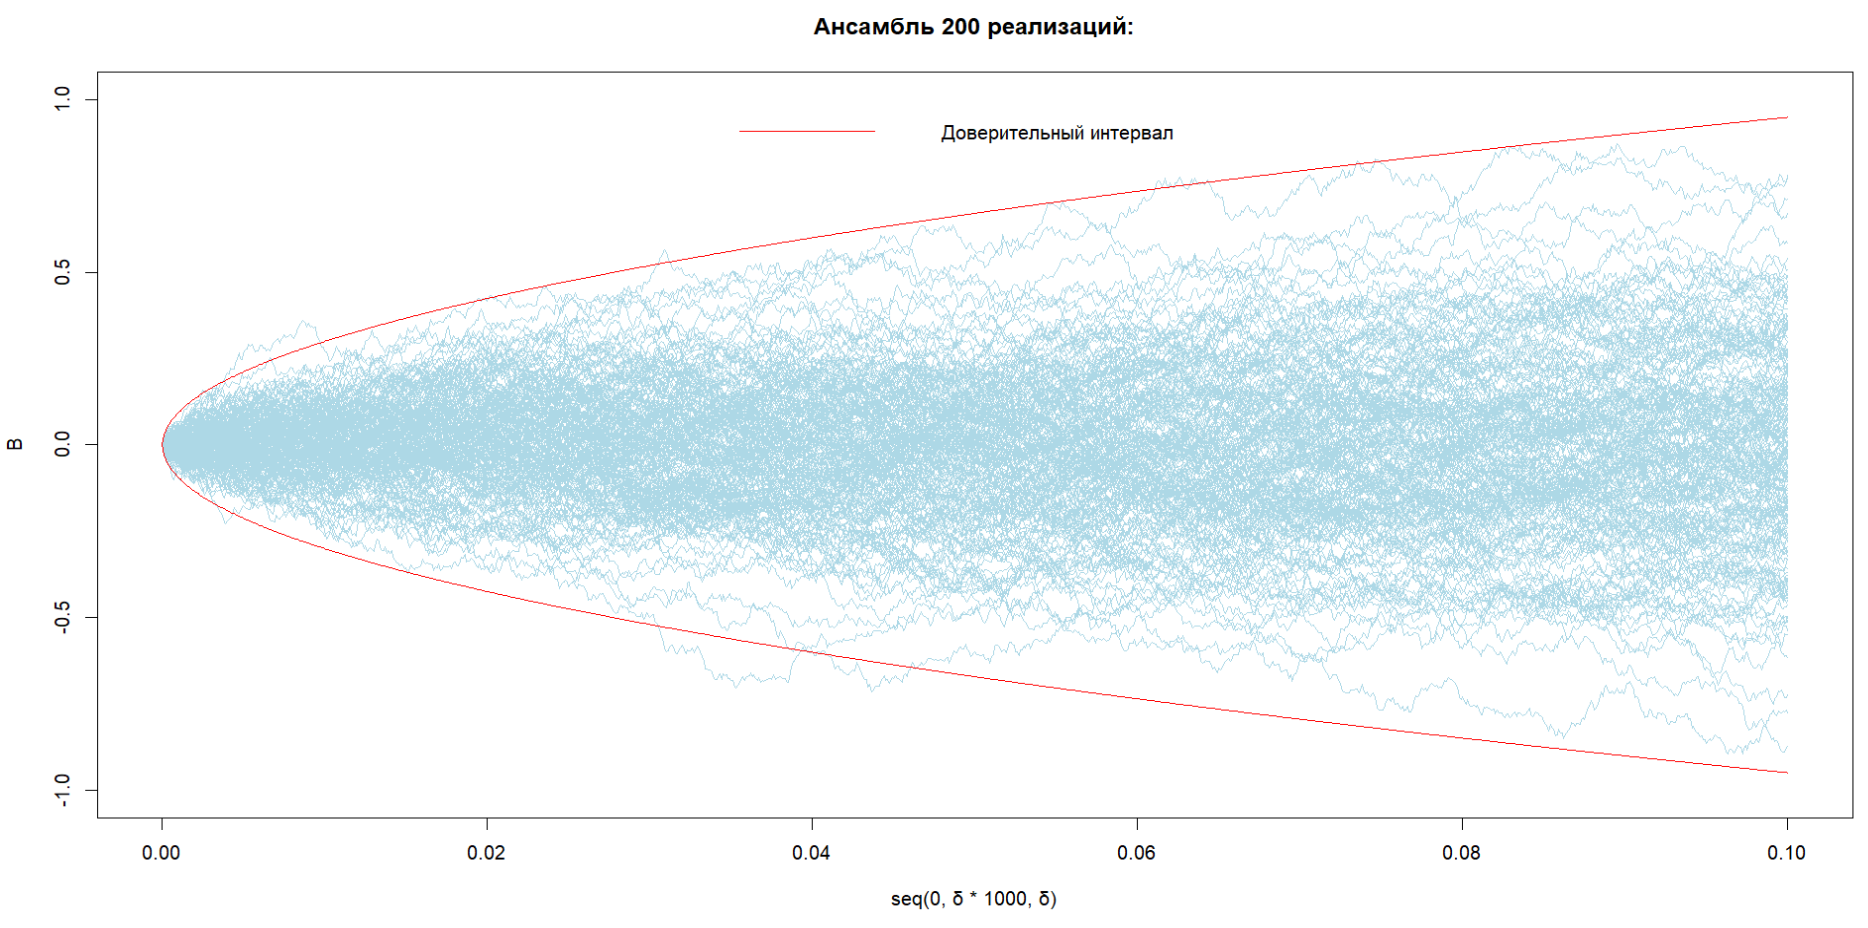 Ансамбль 200 реализаций:
Доверительный интервал
B
1.0
0.5
0.0
-0.5
-1.0
0.00 0.02 0.04 0.06 0.08 0.10
seq(0, δ * 1000, δ)